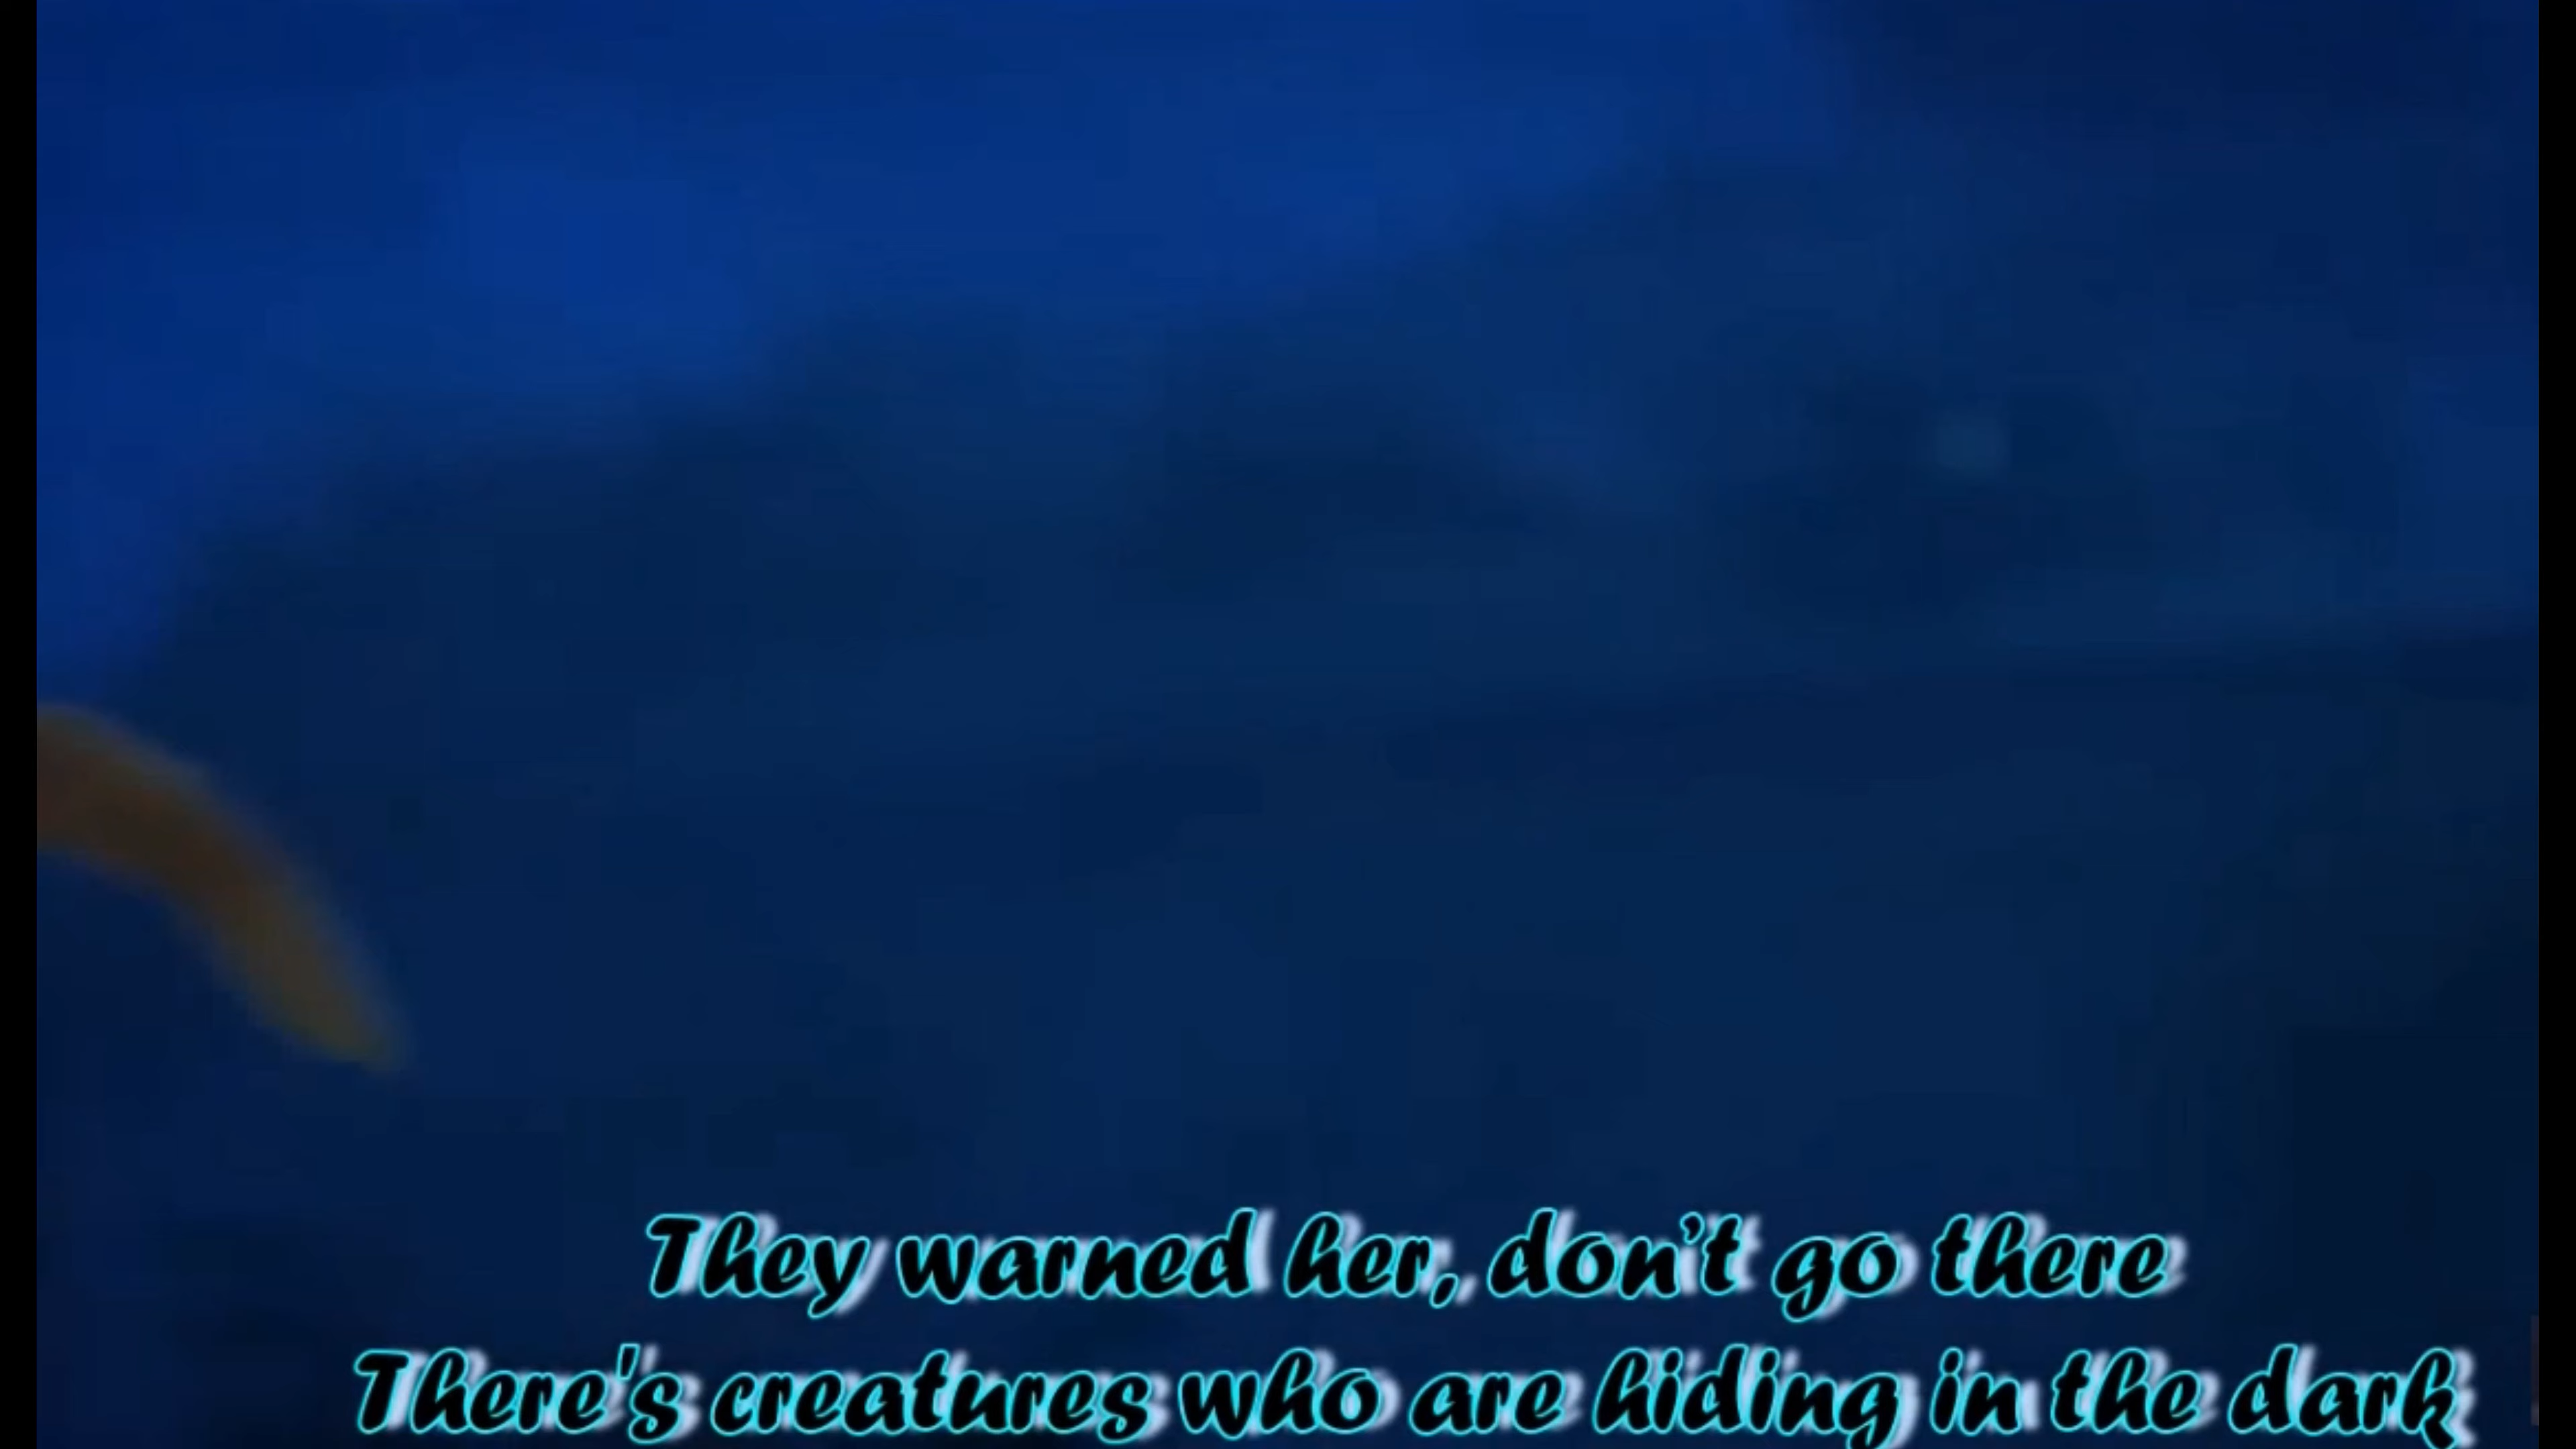 They warned her, don't go there
There's creatures who are hiding in the dark